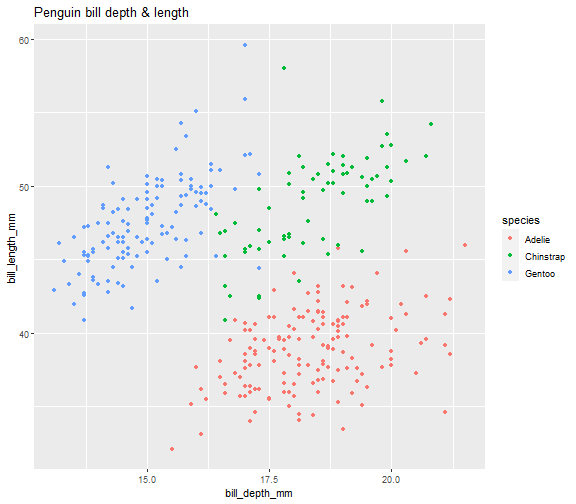 Penguin bill depth & length
60
50
40
bill_length_mm
15.0 17.5 20.0
bill_depth_mm
species
Adelie
Chinstrap
Gentoo